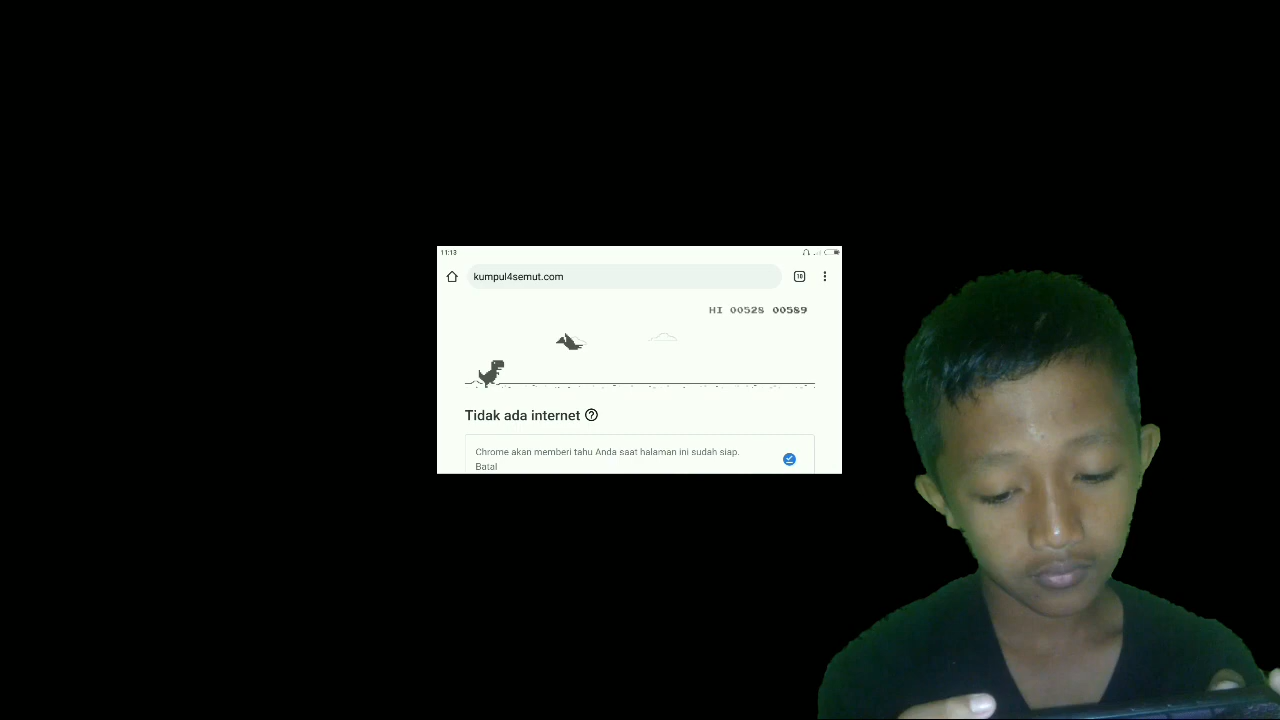 11:13
kumpul4semut.com
18
HI 00528 00589
Tidak ada internet
Chrome akan memberi tahu Anda saat halaman ini sudah siap.
Batal